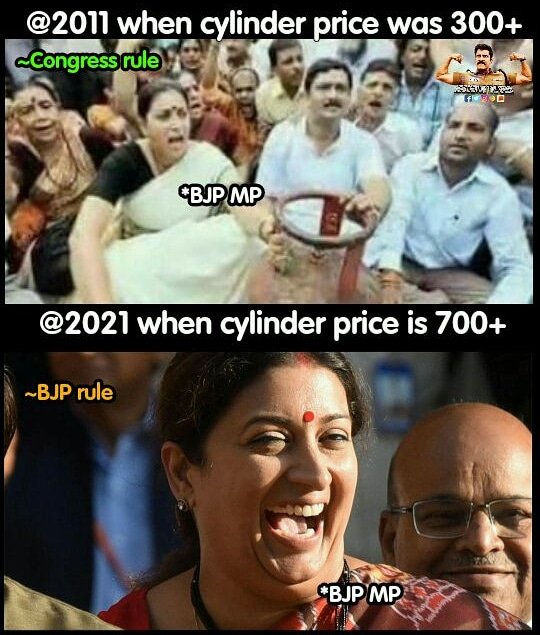 @2011 when cylinder price was 300+
~Congress rule
*BJP MP
@2021 when cylinder price is 700+
~BJP rule
*BJP MP